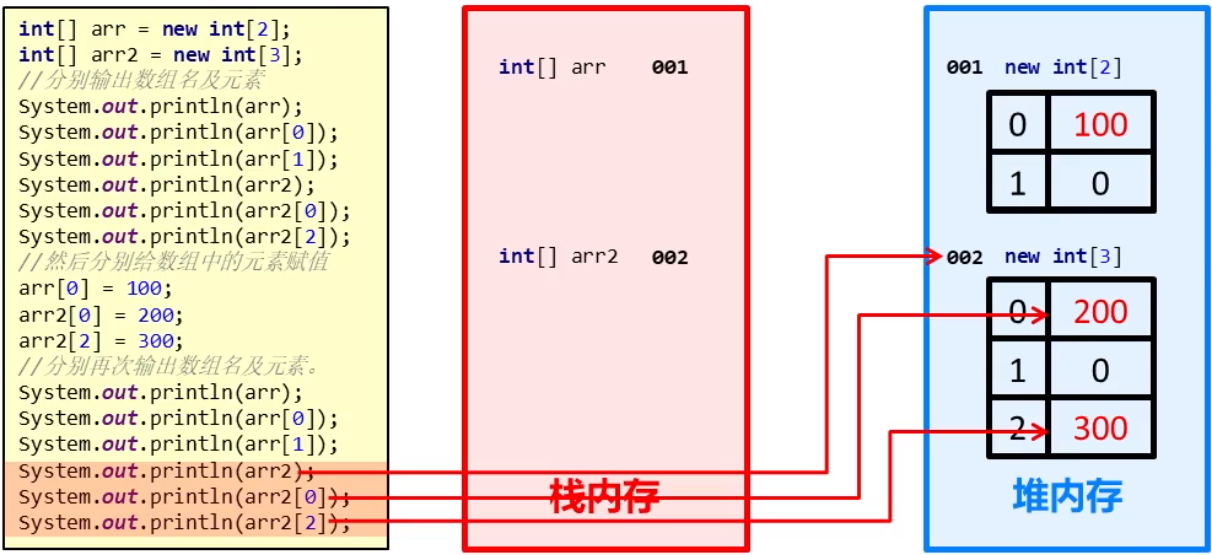 int[] arr = new int[2];
int[] arr2 = new int[3];
//分别输出数组名及元素
System.out.println(arr);
System.out.println(arr[0]);
System.out.println(arr[1]);
System.out.println(arr2);
System.out.println(arr2[0]);
System.out.println(arr2[2]);
//然后分别给数组中的元素赋值
arr[0] = 100;
arr2[0] = 200;
arr2[2] = 300;
//分别再次输出数组名及元素。
System.out.println(arr);
System.out.println(arr[0]);
System.out.println(arr[1]);
System.out.println(arr2);
System.out.println(arr2[0]);
System.out.println(arr2[2]);
int[] arr 001
int[] arr2 002
栈内存
001 new int[2]
0 100
1 0
002 new int[3]
0 200
1 0
2 300
堆内存